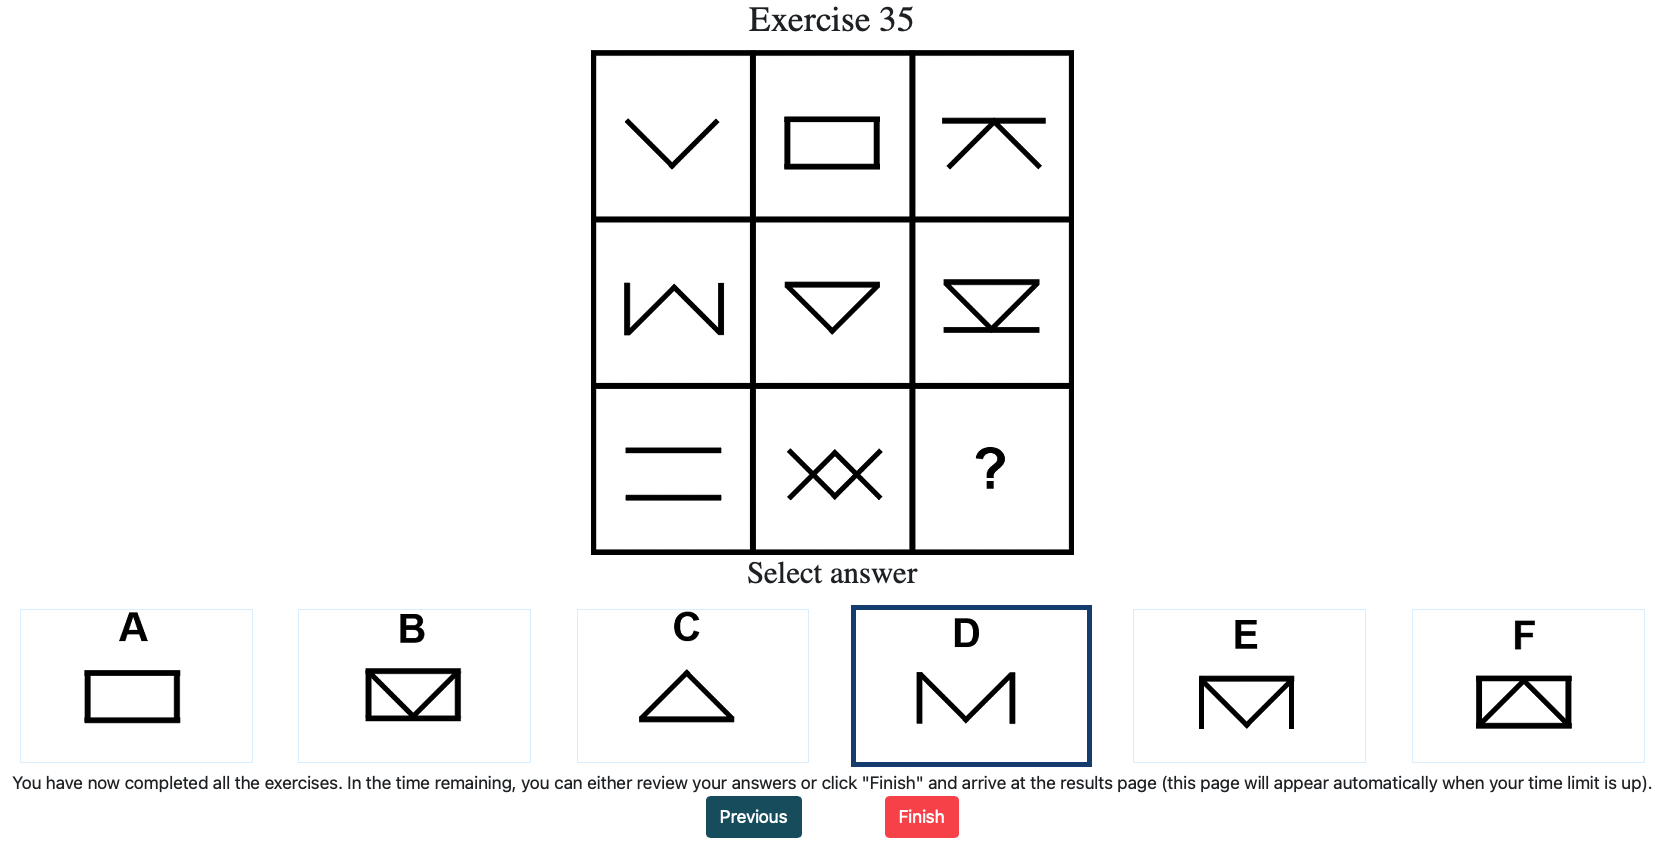 Exercise 35
?
Select answer
A B C D E F
You have now completed all the exercises. In the time remaining, you can either review your answers or click "Finish" and arrive at the results page (this page will appear automatically when your time limit is up).
Previous Finish